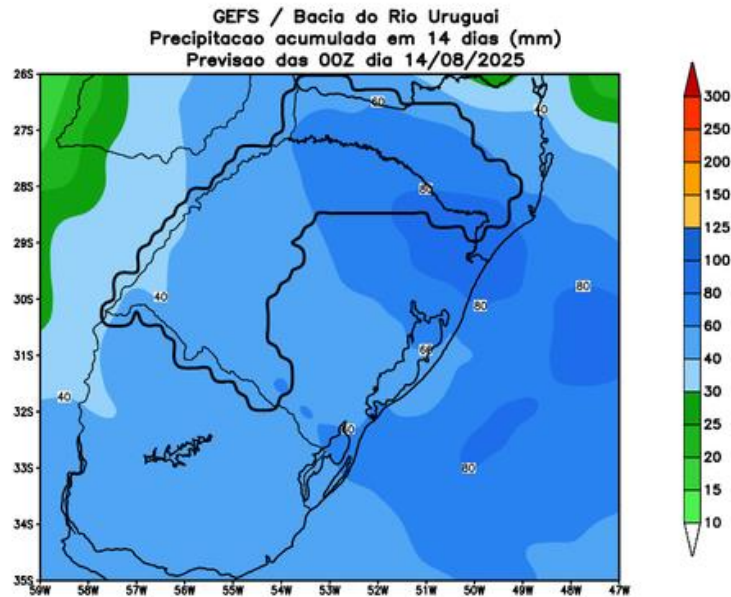 GEFS / Bacia do Rio Uruguai
Precipitacao acumulada em 14 dias (mm)
Previsao das 00Z dia 14/08/2025
26S
27S
28S
29S
30S
31S
32S
33S
34S
35S
59W 58W 57W 56W 55W 54W 53W 52W 51W 50W 49W 48W 47W
60
40
80
40
80
80
60
40
60
80
300
250
200
150
125
100
80
60
40
30
25
20
15
10